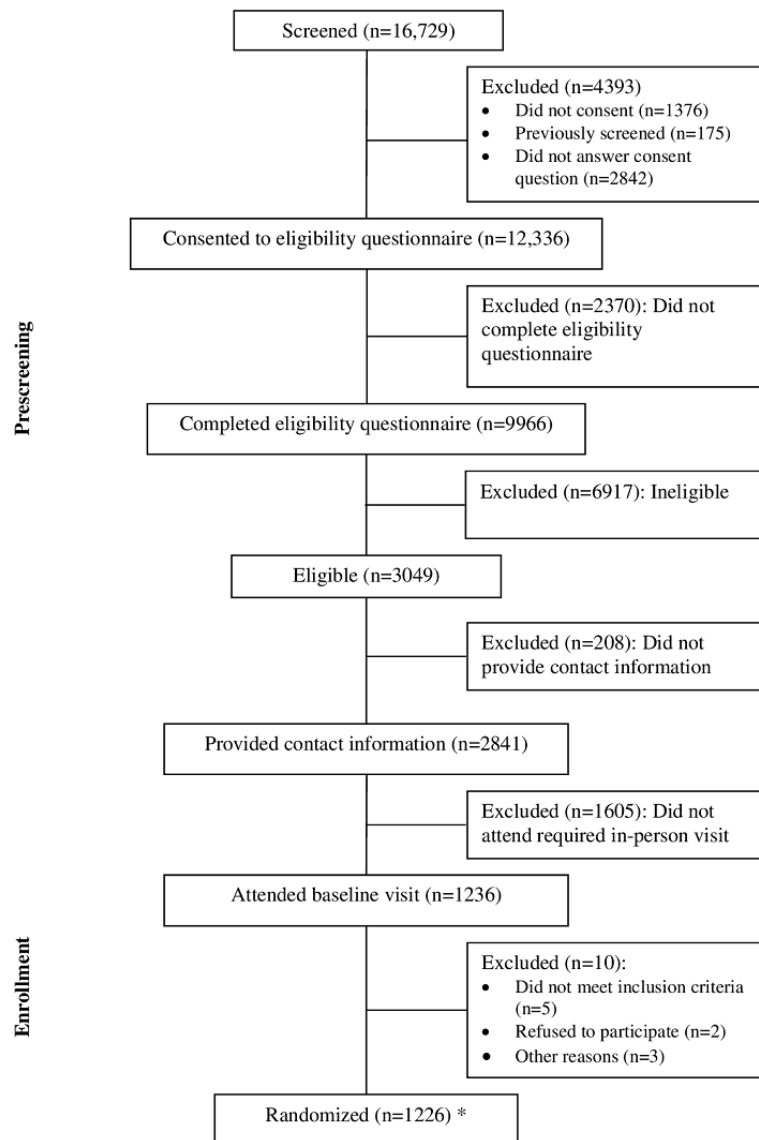 Screened (n=16,729)
Excluded (n=4393)
• Did not consent (n=1376)
• Previously screened (n=175)
• Did not answer consent
question (n=2842)
Consented to eligibility questionnaire (n=12,336)
Excluded (n=2370): Did not
complete eligibility
questionnaire
Prescreening
Completed eligibility questionnaire (n=9966)
Excluded (n=6917): Ineligible
Eligible (n=3049)
Excluded (n=208): Did not
provide contact information
Provided contact information (n=2841)
Excluded (n=1605): Did not
attend required in-person visit
Attended baseline visit (n=1236)
Enrollment
Excluded (n=10):
• Did not meet inclusion criteria
(n=5)
• Refused to participate (n=2)
• Other reasons (n=3)
Randomized (n=1226) *